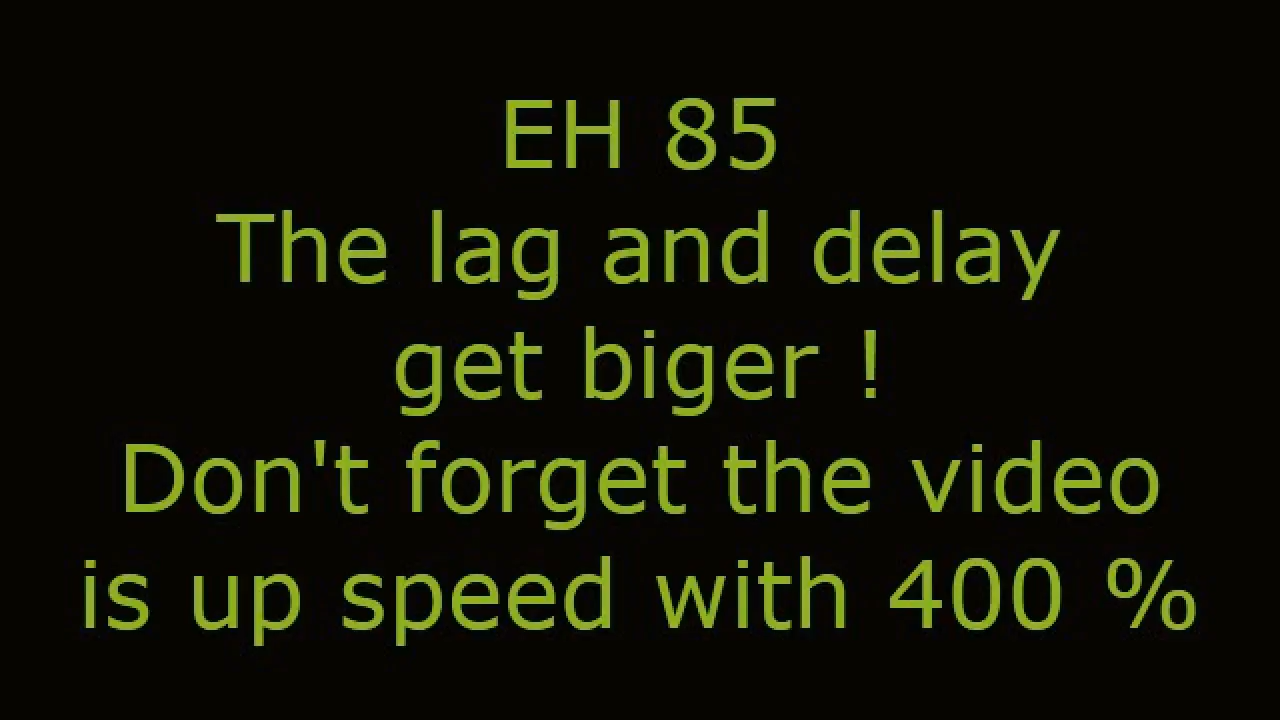 EH 85
The lag and delay
get biger !
Don't forget the video
is up speed with 400 %